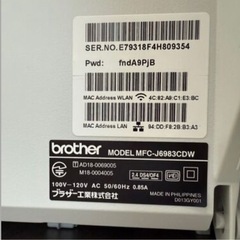 SER.NO.E79318F4H809354
Pwd: fndA9PjB
MAC Address WLAN 4C:82:A9:C1:E3:BC
MAC Address LAN 94:DD:F8:2B:B3:A3
brother MODEL MFC-J6983CDW
T AD18-0069005
M18-0004005
2.4 DS4/OF4
100V-120V AC 50/60Hz 0.85A
ブラザー工業株式会社
MADE IN PHILIPPINES
D013GY001